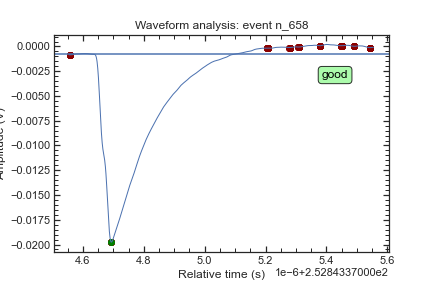 Waveform analysis: event n_658
0.0000
−0.0025
−0.0050
−0.0075
−0.0100
−0.0125
−0.0150
−0.0175
−0.0200
good
4.6 4.8 5.0 5.2 5.4 5.6
1e−6+2.5284337000e2
Relative time (s)